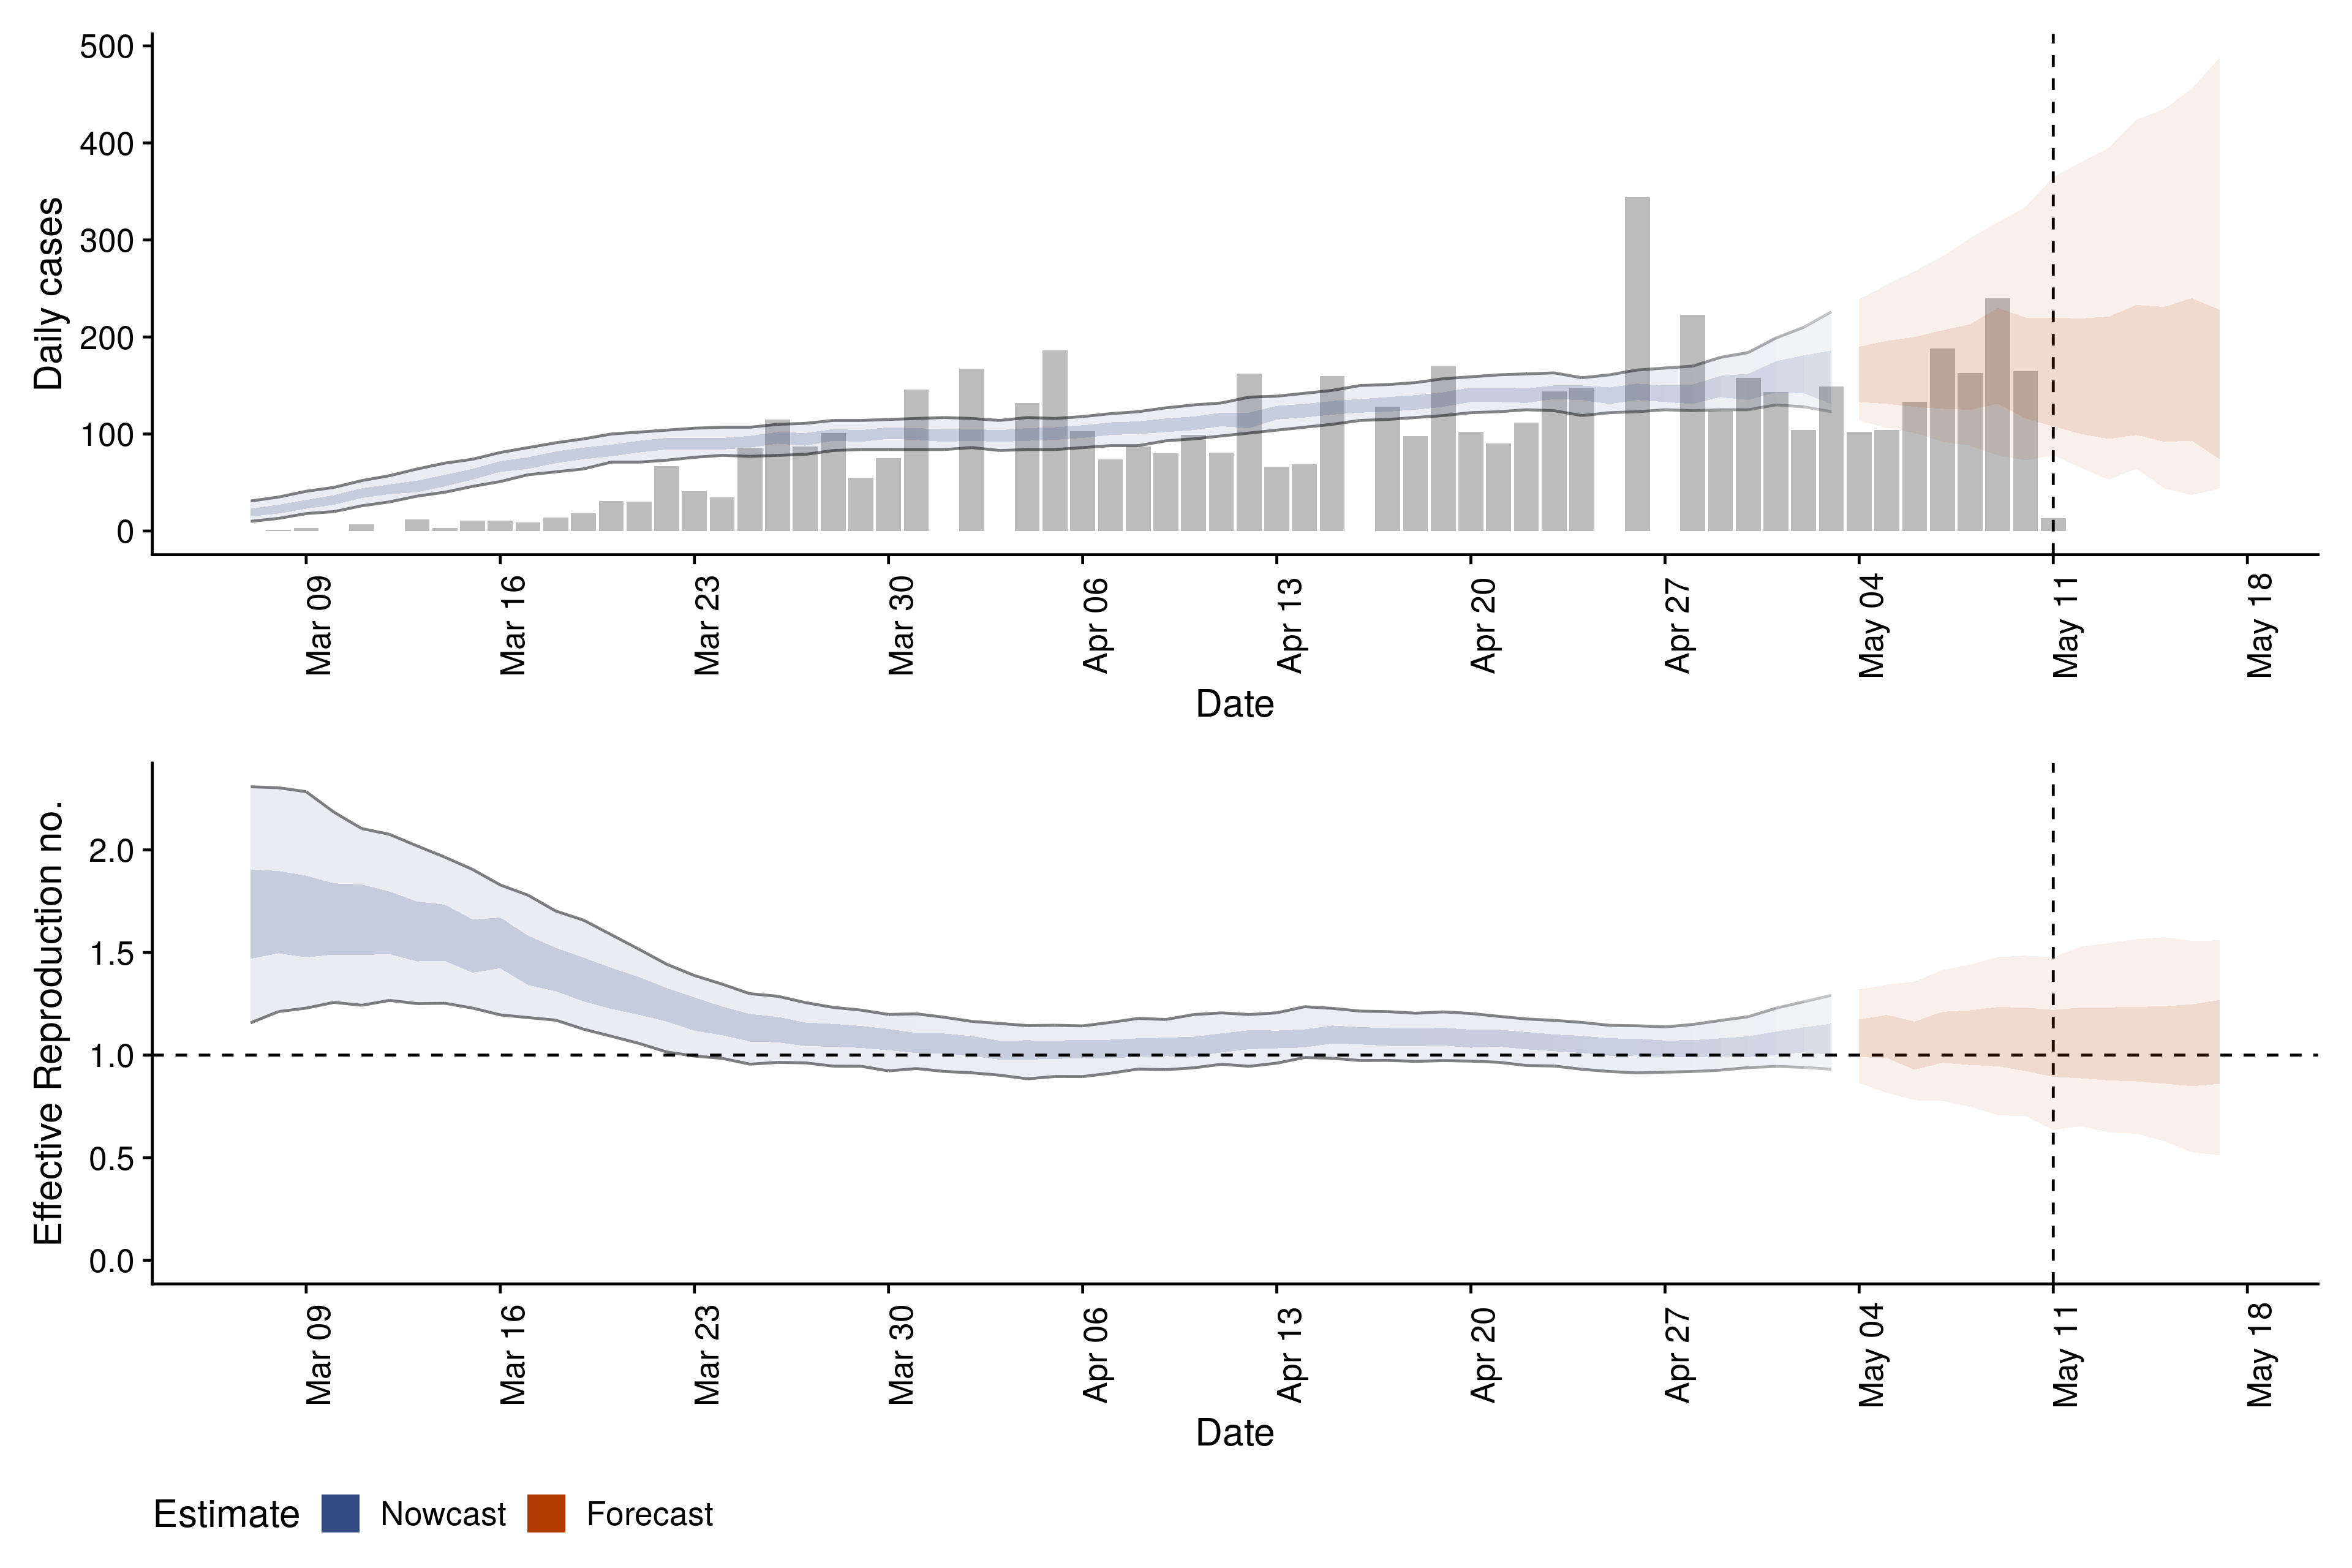 Daily cases
500
400
300
200
100
0
Mar 09 Mar 16 Mar 23 Mar 30 Apr 06 Apr 13 Apr 20 Apr 27 May 04 May 11 May 18
Date
Effective Reproduction no.
2.0
1.5
1.0
0.5
0.0
Mar 09 Mar 16 Mar 23 Mar 30 Apr 06 Apr 13 Apr 20 Apr 27 May 04 May 11 May 18
Date
Estimate Nowcast Forecast